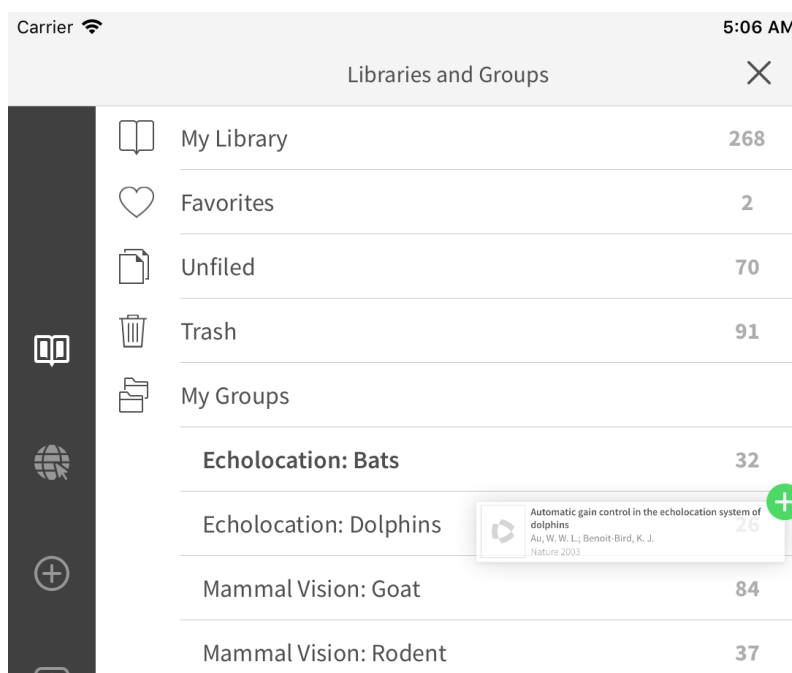 Carrier
5:06 AM
Libraries and Groups
My Library 268
Favorites 2
Unfiled 70
Trash 91
My Groups
Echolocation: Bats 32
Echolocation: Dolphins 26
Automatic gain control in the echolocation system of
dolphins
Au, W. W. L.; Benoit-Bird, K. J.
Nature 2003
Mammal Vision: Goat 84
Mammal Vision: Rodent 37